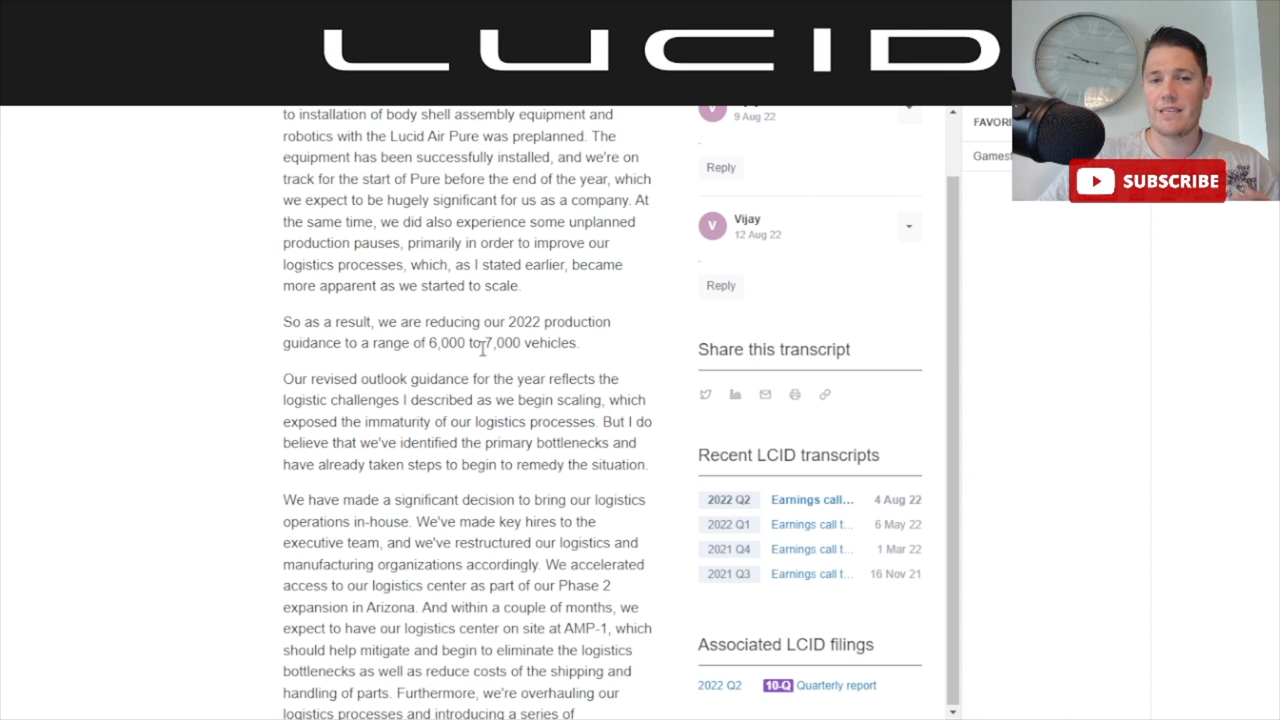 LUCID
to installation of body shell assembly equipment and
robotics with the Lucid Air Pure was preplanned. The
equipment has been successfully installed, and we're on
track for the start of Pure before the end of the year, which
we expect to be hugely significant for us as a company. At
the same time, we did also experience some unplanned
production pauses, primarily in order to improve our
logistics processes, which, as I stated earlier, became
more apparent as we started to scale.
So as a result, we are reducing our 2022 production
guidance to a range of 6,000 to 7,000 vehicles.
Our revised outlook guidance for the year reflects the
logistic challenges I described as we begin scaling, which
exposed the immaturity of our logistics processes. But I do
believe that we've identified the primary bottlenecks and
have already taken steps to begin to remedy the situation.
We have made a significant decision to bring our logistics
operations in-house. We've made key hires to the
executive team, and we've restructured our logistics and
manufacturing organizations accordingly. We accelerated
access to our logistics center as part of our Phase 2
expansion in Arizona. And within a couple of months, we
expect to have our logistics center on site at AMP-1, which
should help mitigate and begin to eliminate the logistics
bottlenecks as well as reduce costs of the shipping and
handling of parts. Furthermore, we're overhauling our
logistics processes and introducing a series of
V
9 Aug 22
.
Reply
V Vijay
12 Aug 22
.
Reply
Share this transcript
Recent LCID transcripts
2022 Q2 Earnings call... 4 Aug 22
2022 Q1 Earnings call t... 6 May 22
2021 Q4 Earnings call t... 1 Mar 22
2021 Q3 Earnings call t... 16 Nov 21
Associated LCID filings
2022 Q2 10-Q Quarterly report
FAVORI
Games
SUBSCRIBE